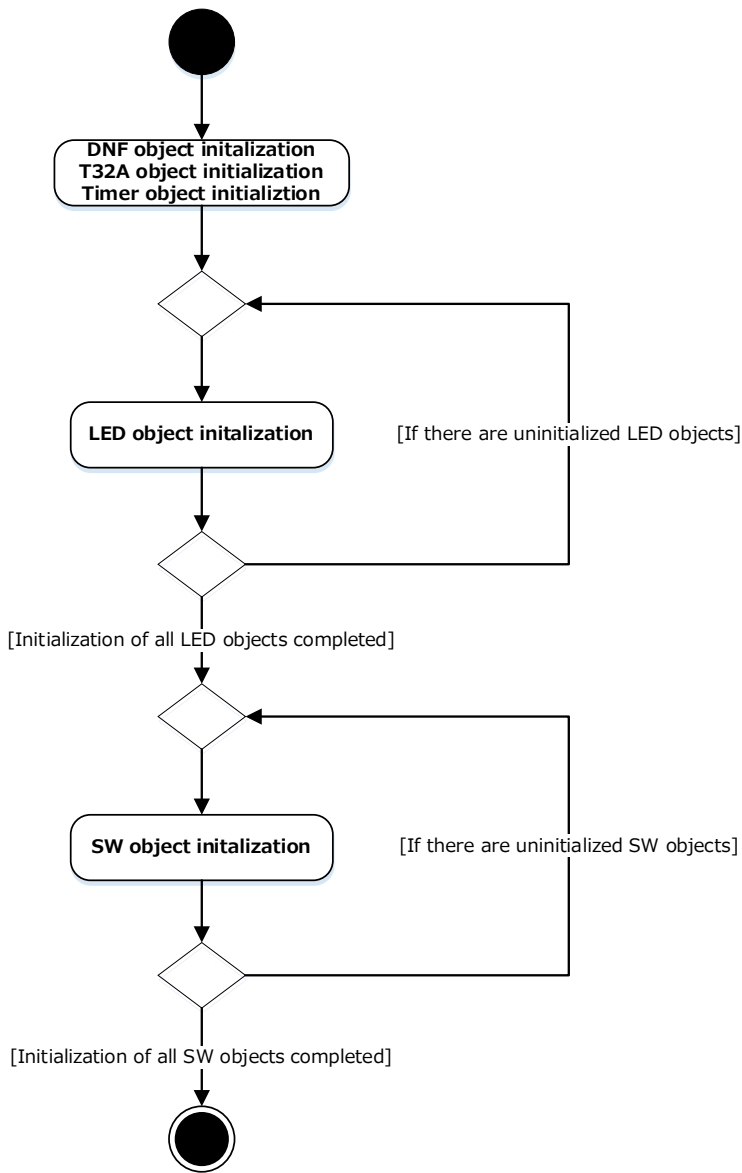 DNF object initalization
T32A object initialization
Timer object initializtion
LED object initalization
[If there are uninitialized LED objects]
[Initialization of all LED objects completed]
SW object initalization
[If there are uninitialized SW objects]
[Initialization of all SW objects completed]